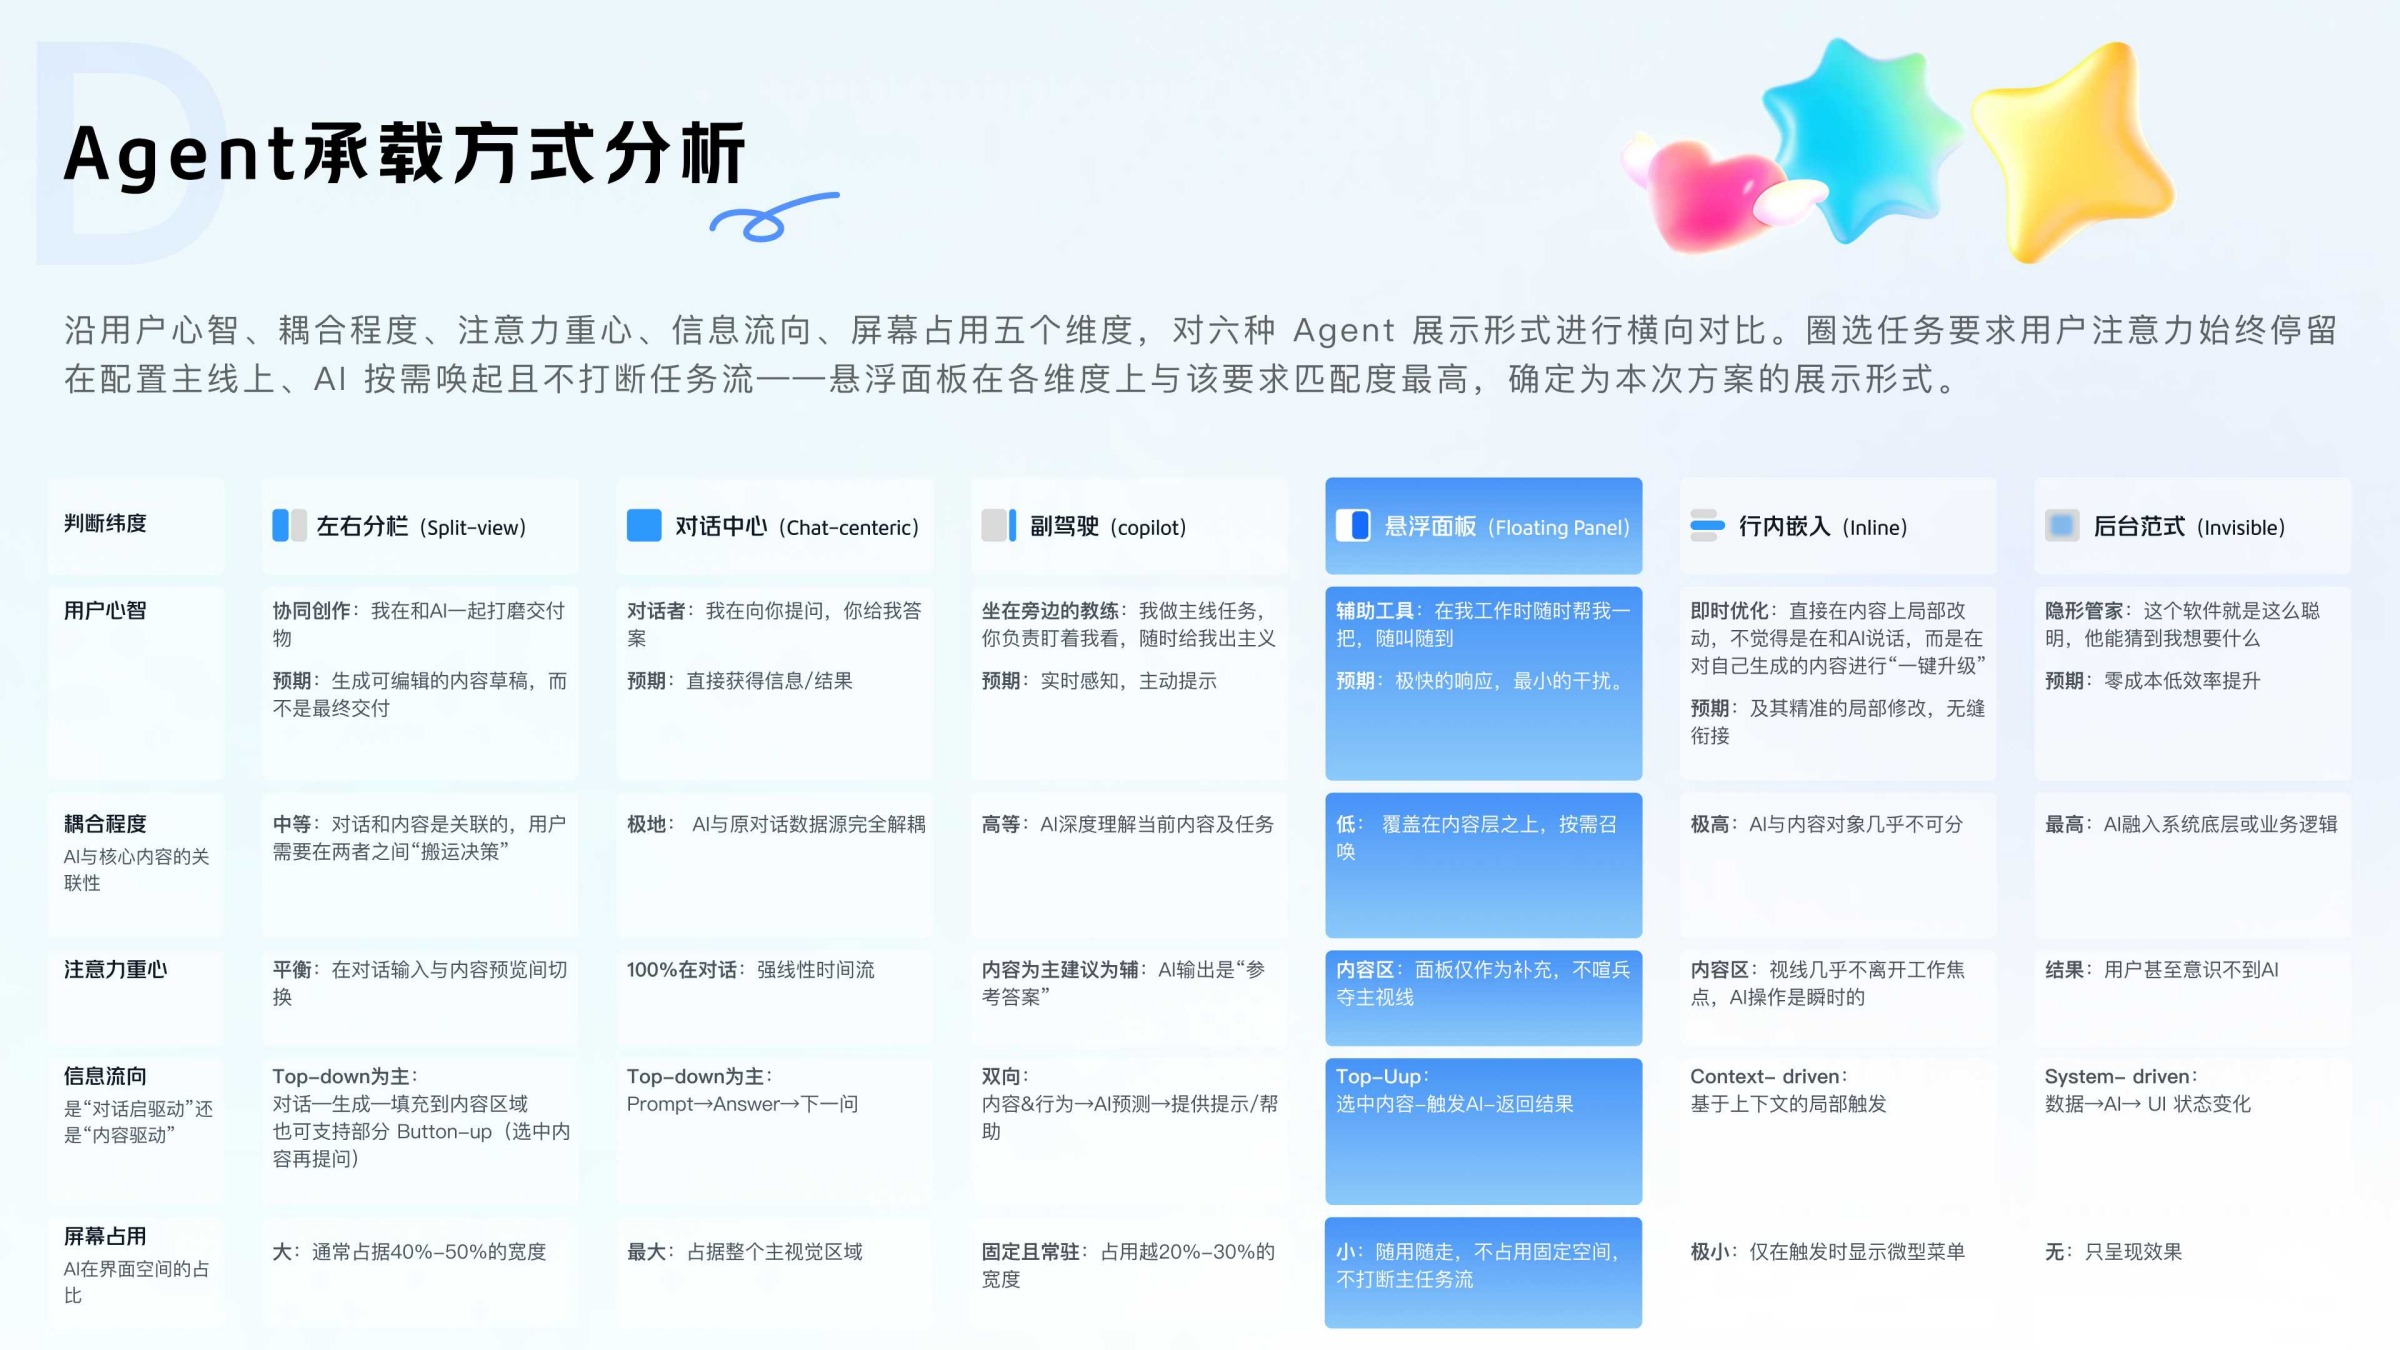 D
Agent承载方式分析
沿用户心智、耦合程度、注意力重心、信息流向、屏幕占用五个维度，对六种 Agent 展示形式进行横向对比。圈选任务要求用户注意力始终停留
在配置主线上、AI 按需唤起且不打断任务流——悬浮面板在各维度上与该要求匹配度最高，确定为本次方案的展示形式。
判断纬度
左右分栏（Split-view）
对话中心（Chat-centeric）
副驾驶（copilot）
悬浮面板（Floating Panel）
行内嵌入（Inline）
后台范式（Invisible）
用户心智
协同创作：我在和AI一起打磨交付
物
预期：生成可编辑的内容草稿，而
不是最终交付
对话者：我在向你提问，你给我答
案
预期：直接获得信息/结果
坐在旁边的教练：我做主线任务，
你负责盯着我看，随时给我出主义
预期：实时感知，主动提示
辅助工具：在我工作时随时帮我一
把，随叫随到
预期：极快的响应，最小的干扰。
即时优化：直接在内容上局部改
动，不觉得是在和AI说话，而是在
对自己生成的内容进行“一键升级”
预期：及其精准的局部修改，无缝
衔接
隐形管家：这个软件就是这么聪
明，他能猜到我想要什么
预期：零成本低效率提升
耦合程度
AI与核心内容的关
联性
中等：对话和内容是关联的，用户
需要在两者之间“搬运决策”
极地： AI与原对话数据源完全解耦
高等：AI深度理解当前内容及任务
低： 覆盖在内容层之上，按需召
唤
极高：AI与内容对象几乎不可分
最高：AI融入系统底层或业务逻辑
注意力重心
平衡：在对话输入与内容预览间切
换
100%在对话：强线性时间流
内容为主建议为辅：AI输出是“参
考答案”
内容区：面板仅作为补充，不喧兵
夺主视线
内容区：视线几乎不离开工作焦
点，AI操作是瞬时的
结果：用户甚至意识不到AI
信息流向
是“对话启驱动”还
是“内容驱动”
Top-down为主：
对话—生成—填充到内容区域
也可支持部分 Button-up（选中内
容再提问）
Top-down为主：
Prompt→Answer→下一问
双向：
内容&行为→AI预测→提供提示/帮
助
Top-Uup：
选中内容-触发AI-返回结果
Context- driven：
基于上下文的局部触发
System- driven：
数据→AI→ UI 状态变化
屏幕占用
AI在界面空间的占
比
大：通常占据40%-50%的宽度
最大：占据整个主视觉区域
固定且常驻：占用越20%-30%的
宽度
小：随用随走，不占用固定空间，
不打断主任务流
极小：仅在触发时显示微型菜单
无：只呈现效果